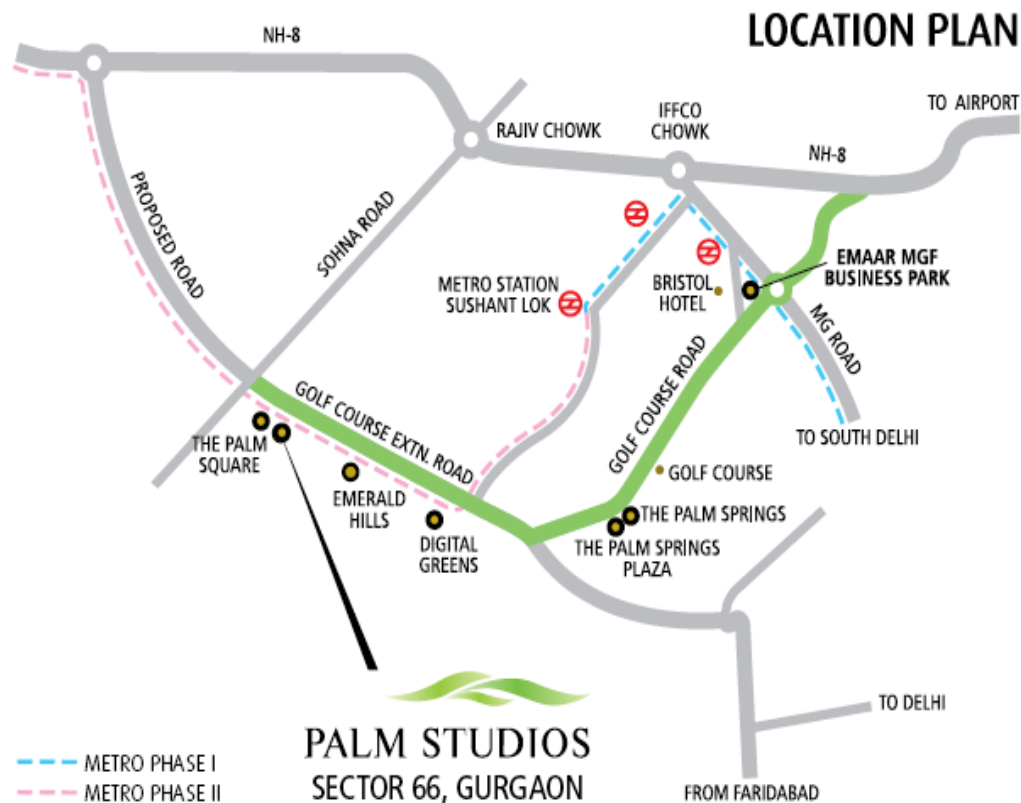 LOCATION PLAN
NH-8
TO AIRPORT
IFFCO
CHOWK
RAJIV CHOWK
NH-8
PROPOSED ROAD
SOHNA ROAD
METRO STATION
SUSHANT LOK
BRISTOL
HOTEL
EMAAR MGF
BUSINESS PARK
MG ROAD
GOLF COURSE ROAD
TO SOUTH DELHI
GOLF COURSE EXTN. ROAD
THE PALM
SQUARE
EMERALD
HILLS
DIGITAL
GREENS
GOLF COURSE
THE PALM SPRINGS
THE PALM SPRINGS
PLAZA
TO DELHI
PALM STUDIOS
SECTOR 66, GURGAON
METRO PHASE I
METRO PHASE II
FROM FARIDABAD